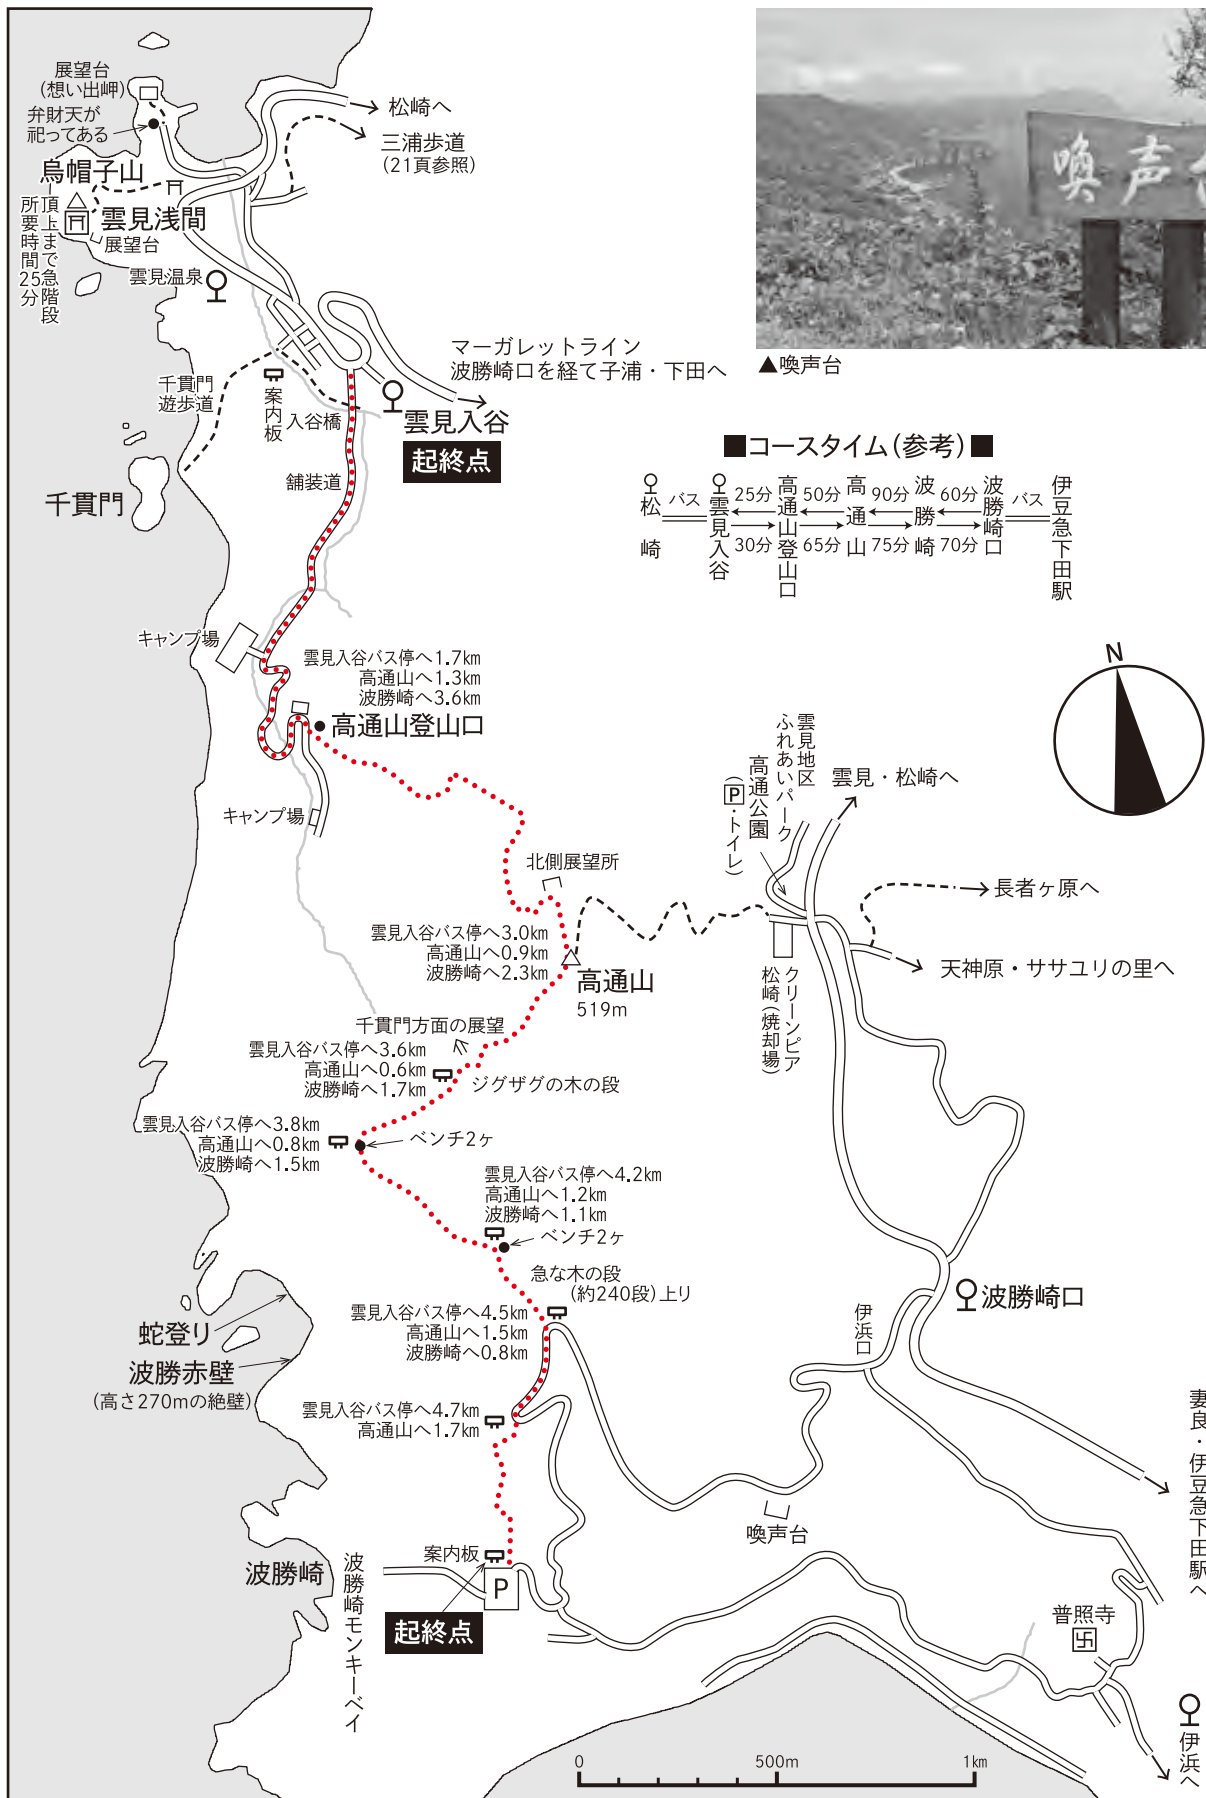 展望台
(想い出岬)
弁財天が
祀ってある
松崎へ
三浦歩道
(21頁参照)
烏帽子山
雲見浅間
展望台
頂上まで急階段
所要時間25分
雲見温泉
マーガレットライン
波勝崎口を経て子浦・下田へ
千貫門
遊歩道
案内板
入谷橋
雲見入谷
起終点
舗装道
千貫門
喚声
▲喚声台
■コースタイム(参考)■
松崎
バス
雲見入谷
25分
30分
高通山登山口
50分
65分
高通山
90分
75分
波勝崎
60分
70分
波勝崎口
バス
伊豆急下田駅
キャンプ場
雲見入谷バス停へ1.7km
高通山へ1.3km
波勝崎へ3.6km
高通山登山口
キャンプ場
N
雲見地区
ふれあいパーク
高通公園
(P・トイレ)
雲見・松崎へ
長者ヶ原へ
天神原・ササユリの里へ
クリーンピア
松崎(焼却場)
北側展望所
雲見入谷バス停へ3.0km
高通山へ0.9km
波勝崎へ2.3km
高通山
519m
千貫門方面の展望
雲見入谷バス停へ3.6km
高通山へ0.6km
波勝崎へ1.7km
ジグザグの木の段
雲見入谷バス停へ3.8km
高通山へ0.8km
波勝崎へ1.5km
ベンチ2ヶ
雲見入谷バス停へ4.2km
高通山へ1.2km
波勝崎へ1.1km
ベンチ2ヶ
急な木の段
(約240段)上り
雲見入谷バス停へ4.5km
高通山へ1.5km
波勝崎へ0.8km
蛇登り
波勝赤壁
(高さ270mの絶壁)
雲見入谷バス停へ4.7km
高通山へ1.7km
伊浜口
波勝崎口
妻良・伊豆急下田駅へ
喚声台
案内板
P
起終点
波勝崎
波勝崎モンキーベイ
普照寺
卍
伊浜へ
0
500m
1km